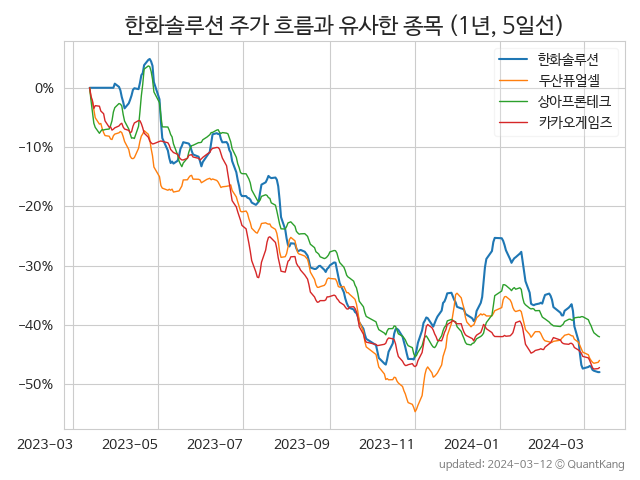 한화솔루션 주가 흐름과 유사한 종목 (1년, 5일선)
한화솔루션
두산퓨얼셀
상아프론테크
카카오게임즈
0%
−10%
−20%
−30%
−40%
−50%
2023−03 2023−05 2023−07 2023−09 2023−11 2024−01 2024−03
updated: 2024-03-12 © QuantKang